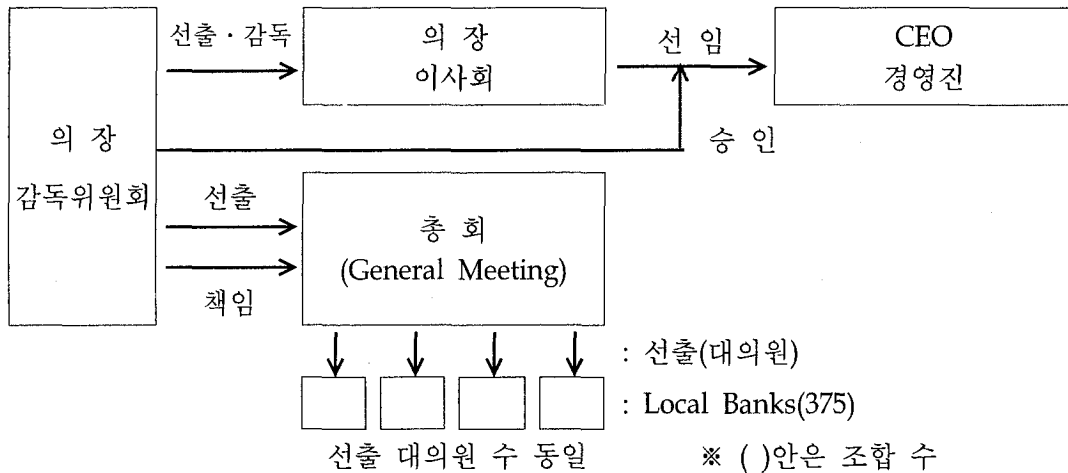 선출 · 감독
의 장
이사회
선 임
CEO
경영진
의 장
감독위원회
승 인
선출
책임
총 회
(General Meeting)
: 선출(대의원)
: Local Banks(375)
선출 대의원 수 동일
※ ( )안은 조합 수